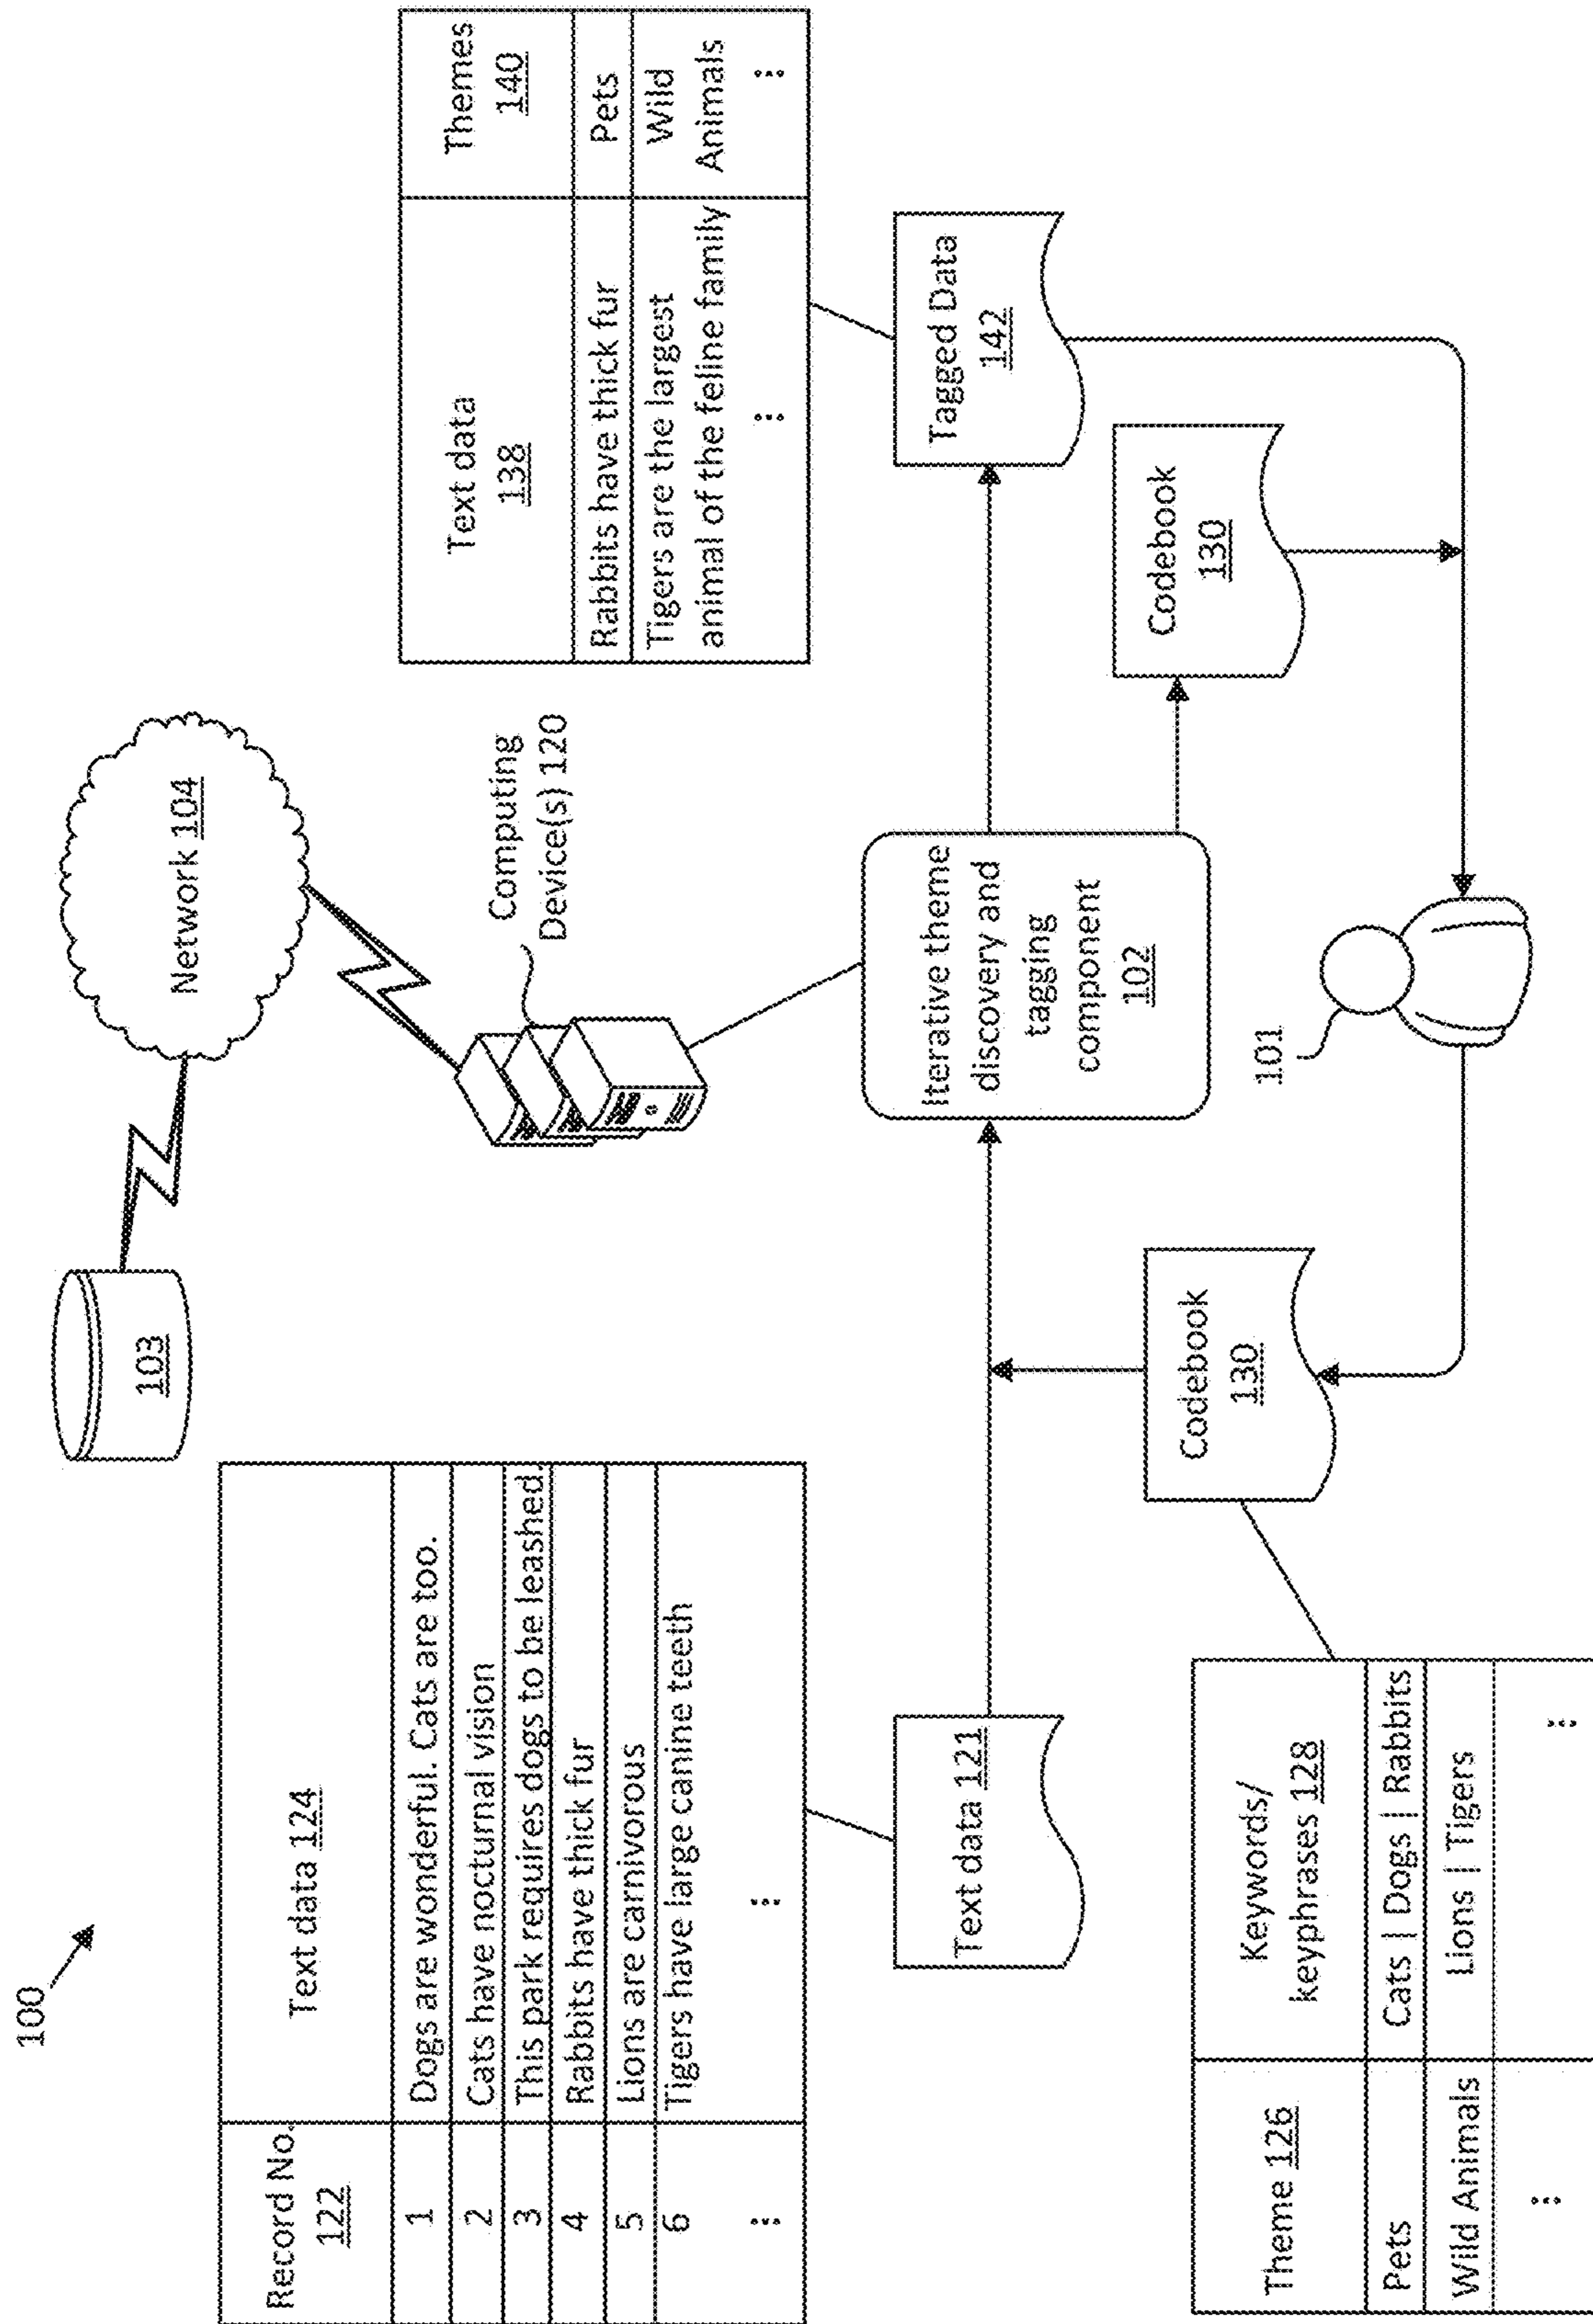 100
103
Network 104
Record No. Text data 124
122
1 Dogs are wonderful. Cats are too.
2 Cats have nocturnal vision
3 This park requires dogs to be leashed.
4 Rabbits have thick fur
5 Lions are carnivorous
6 Tigers have large canine teeth
Computing
Device(s) 120
Text data Themes
138 140
Rabbits have thick fur Pets
Tigers are the largest Wild
animal of the feline family Animals
Text data 121
Iterative theme
discovery and
tagging
component
102
Tagged Data
142
Codebook
130
Codebook
130
101
Theme 126 Keywords/
keyphrases 128
Pets Cats | Dogs | Rabbits
Wild Animals Lions | Tigers